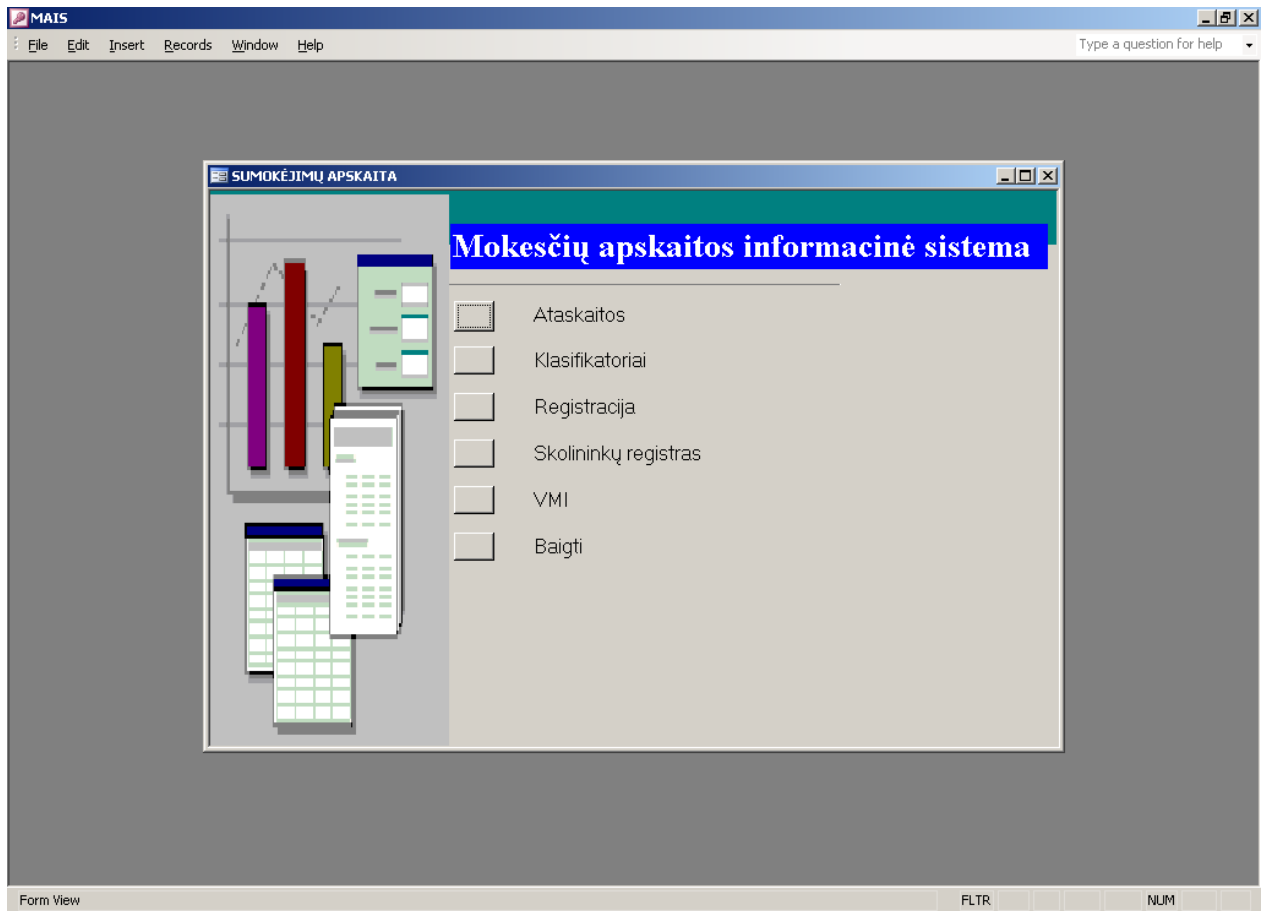 MAIS
File Edit Insert Records Window Help Type a question for help
SUMOKĖJIMŲ APSKAITA
Mokesčių apskaitos informacinė sistema
Ataskaitos
Klasifikatoriai
Registracija
Skolininkų registras
VMI
Baigti
Form View FLTR NUM